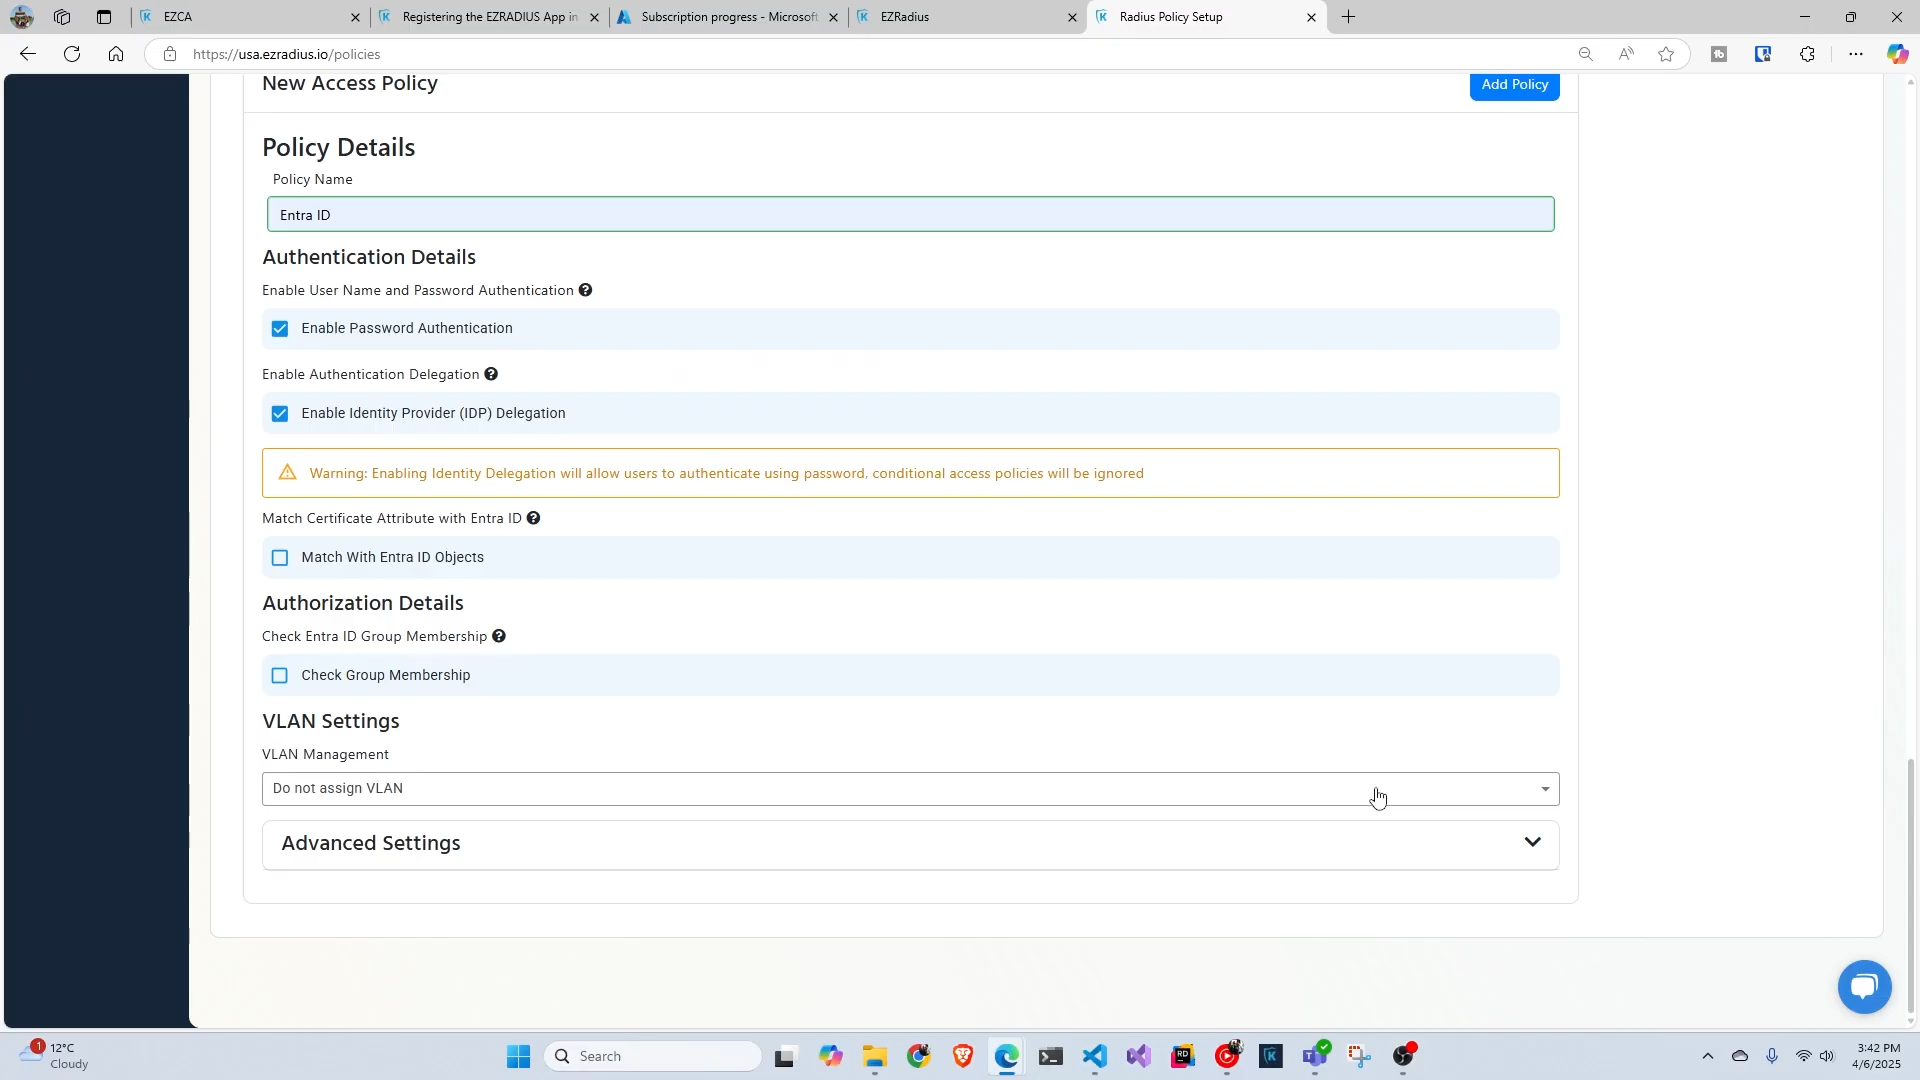 EZCA
Registering the EZRADIUS App in
Subscription progress - Microsoft
EZRadius
Radius Policy Setup
https://usa.ezradius.io/policies
New Access Policy
Add Policy
Policy Details
Policy Name
Entra ID
Authentication Details
Enable User Name and Password Authentication
Enable Password Authentication
Enable Authentication Delegation
Enable Identity Provider (IDP) Delegation
Warning: Enabling Identity Delegation will allow users to authenticate using password, conditional access policies will be ignored
Match Certificate Attribute with Entra ID
Match With Entra ID Objects
Authorization Details
Check Entra ID Group Membership
Check Group Membership
VLAN Settings
VLAN Management
Do not assign VLAN
Advanced Settings
1
12°C
Cloudy
Search
RD
3:42 PM
4/6/2025